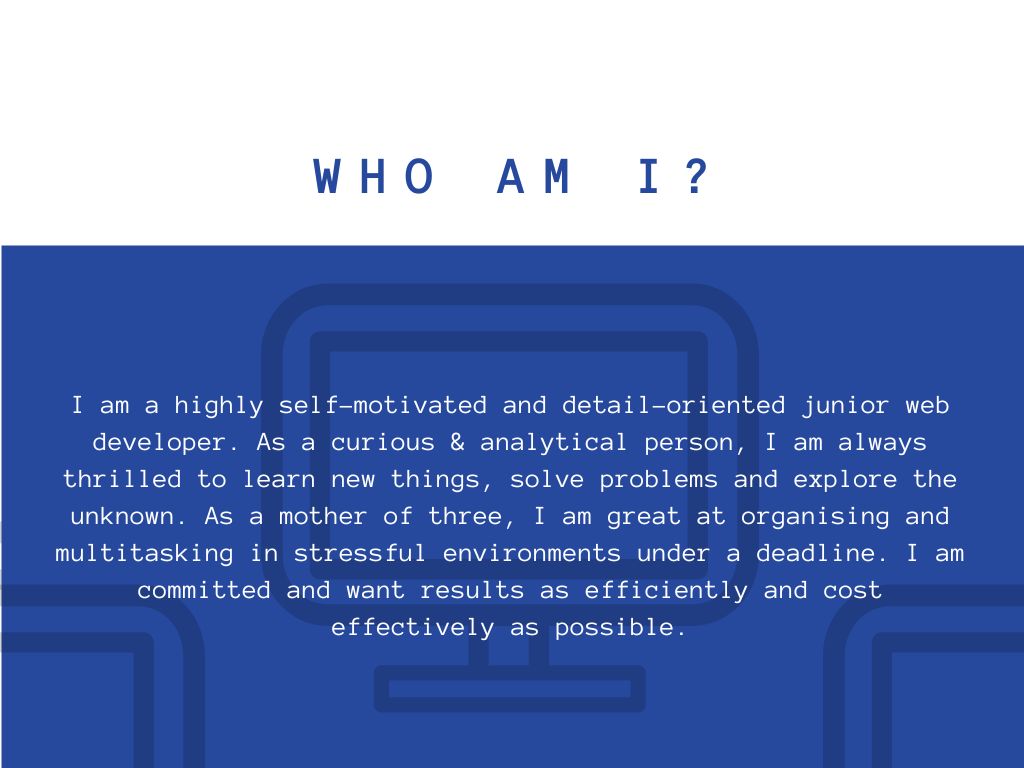 WHO AM I?
I am a highly self-motivated and detail-oriented junior web
developer. As a curious & analytical person, I am always
thrilled to learn new things, solve problems and explore the
unknown. As a mother of three, I am great at organising and
multitasking in stressful environments under a deadline. I am
committed and want results as efficiently and cost
effectively as possible.